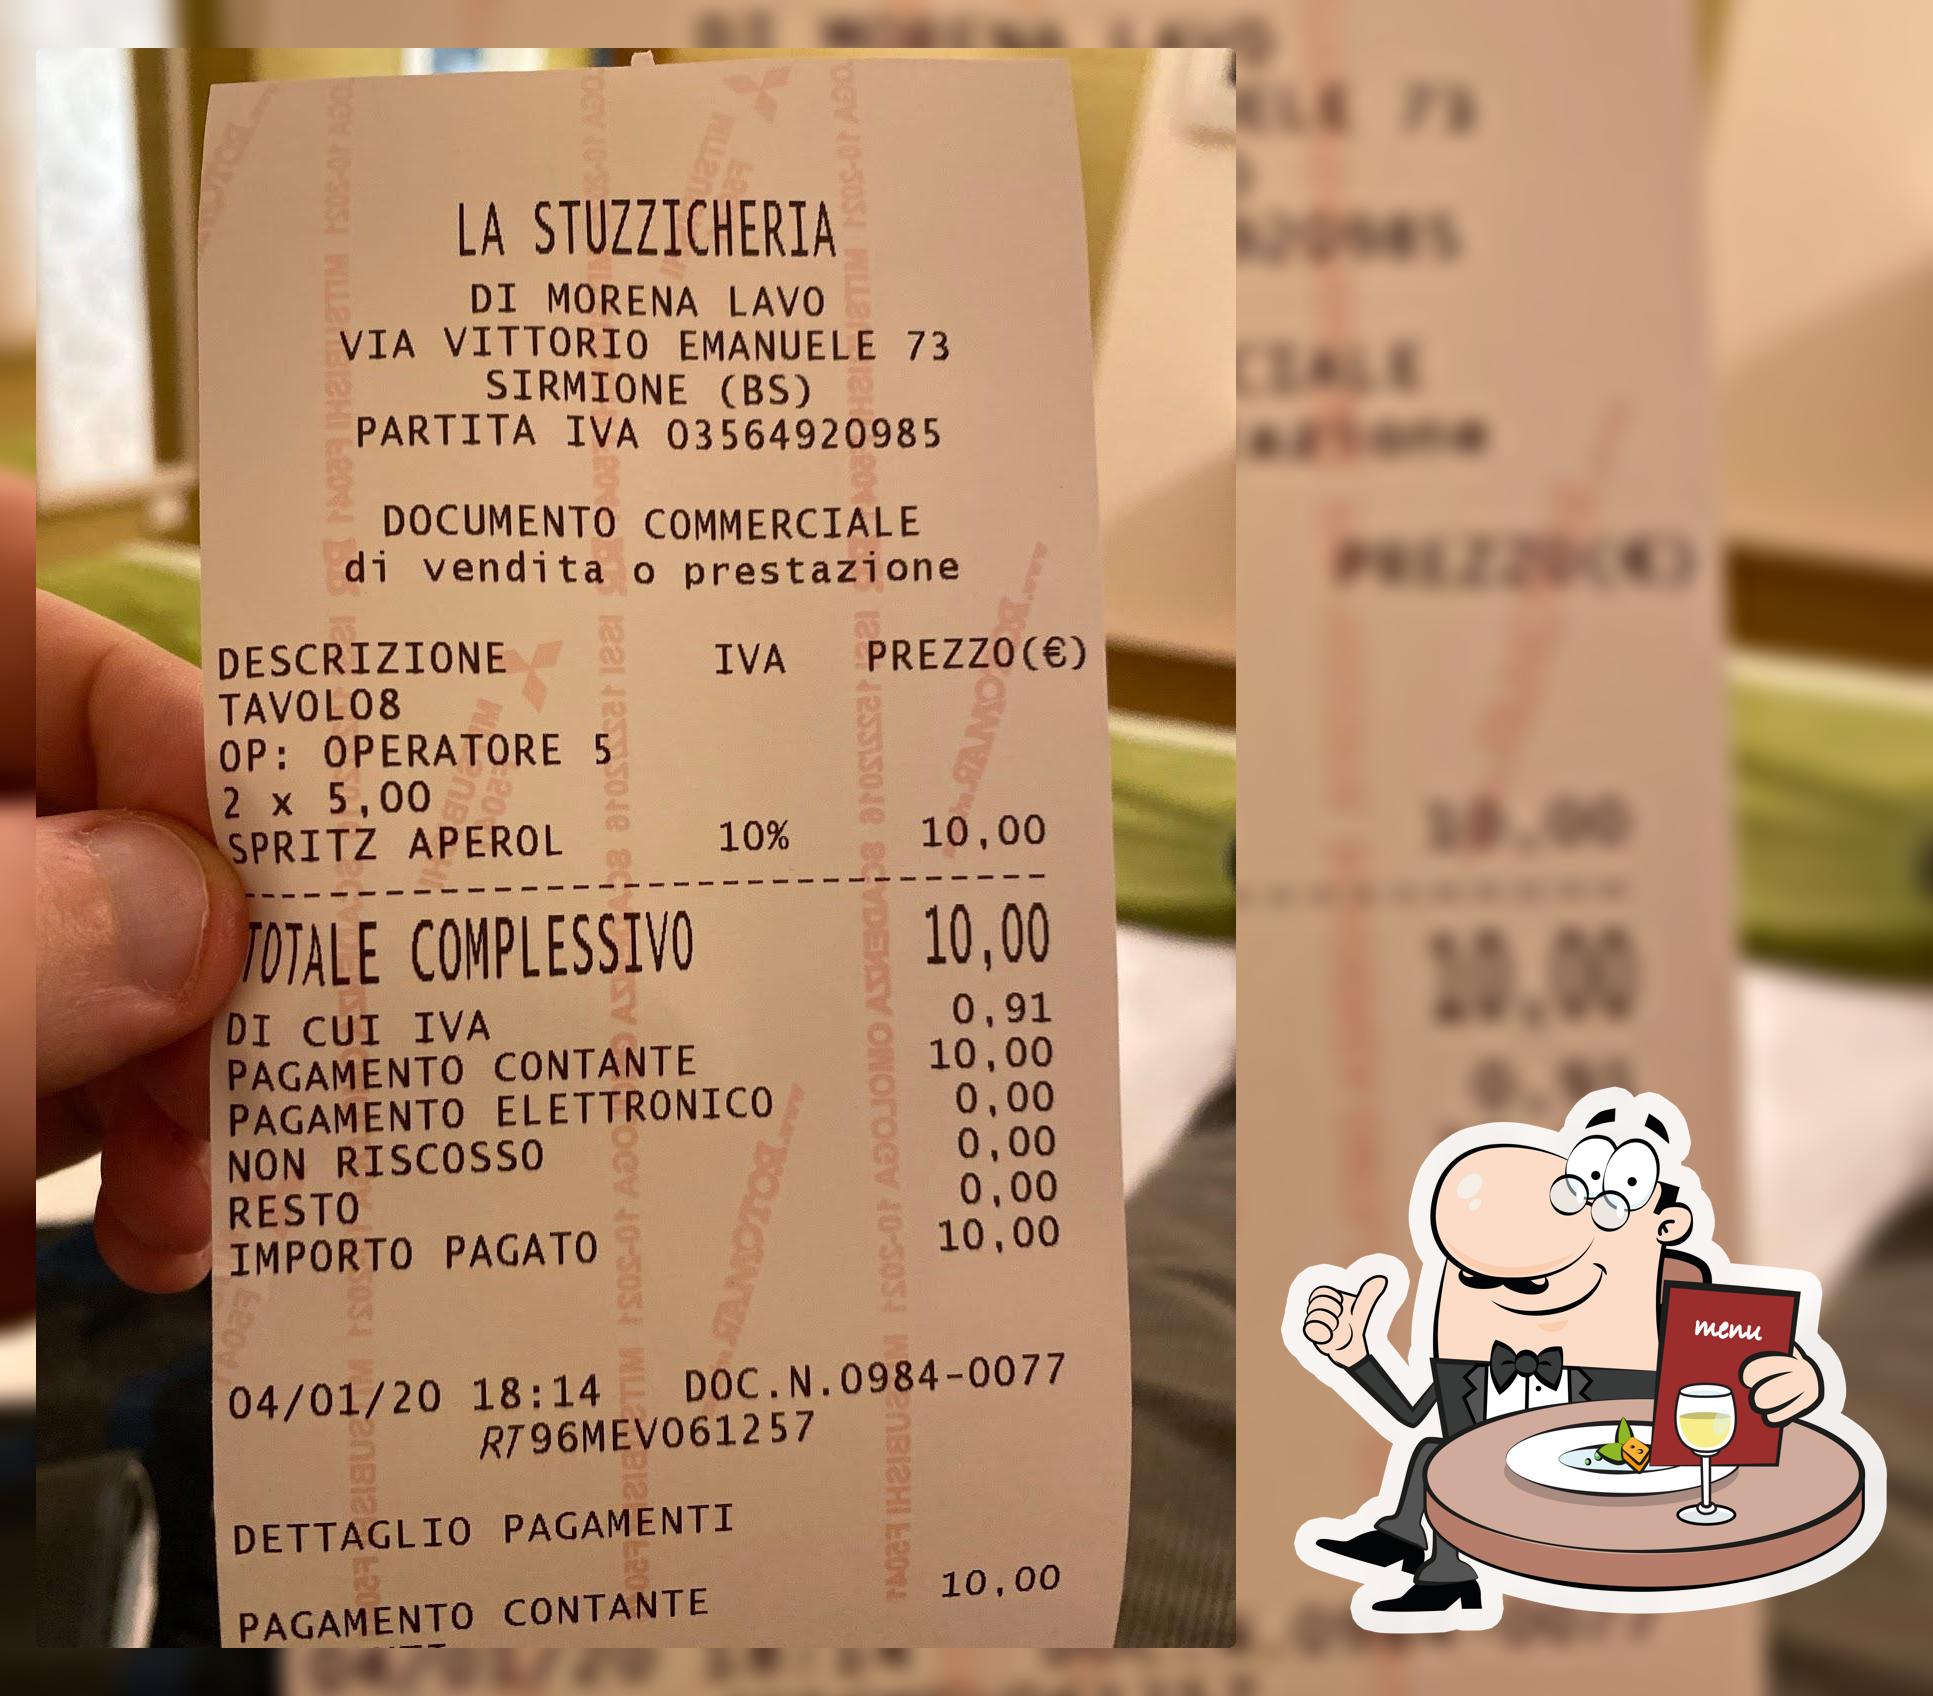 LA STUZZICHERIA
DI MORENA LAVO
VIA VITTORIO EMANUELE 73
SIRMIONE (BS)
PARTITA IVA 03564920985
DOCUMENTO COMMERCIALE
di vendita o prestazione
DESCRIZIONE IVA PREZZO(€)
TAVOLO8
OP: OPERATORE 5
2 x 5,00
SPRITZ APEROL 10% 10,00
TOTALE COMPLESSIVO 10,00
DI CUI IVA 0,91
PAGAMENTO CONTANTE 10,00
PAGAMENTO ELETTRONICO 0,00
NON RISCOSSO 0,00
RESTO 0,00
IMPORTO PAGATO 10,00
04/01/20 18:14 DOC.N.0984-0077
RT96MEV061257
DETTAGLIO PAGAMENTI
PAGAMENTO CONTANTE 10,00
menu